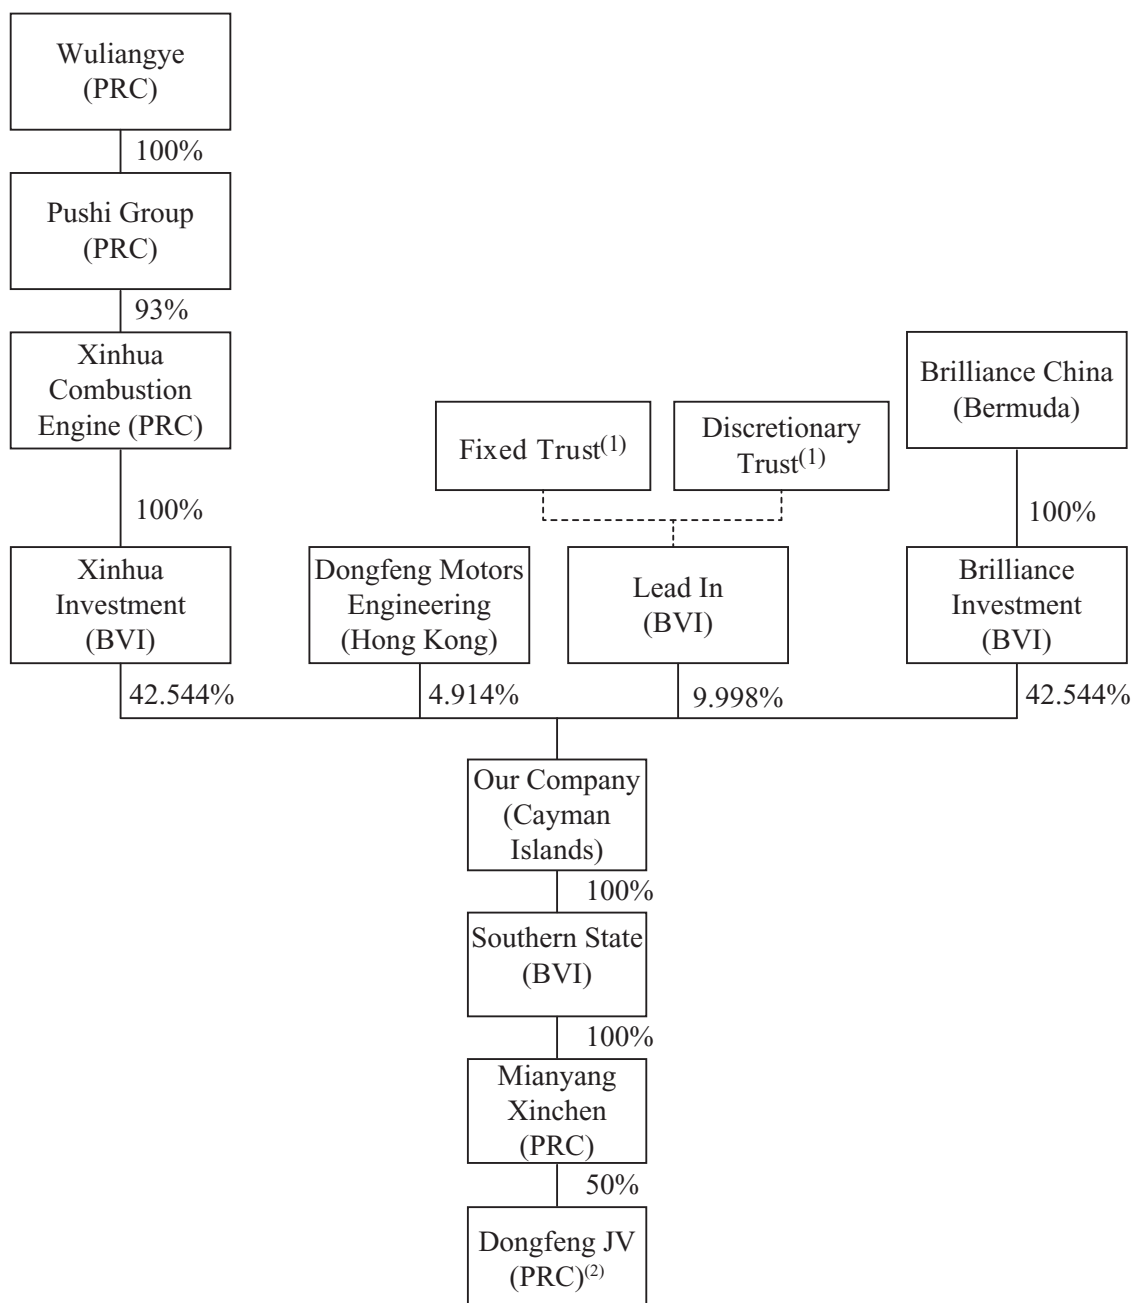 Wuliangye
(PRC)
100%
Pushi Group
(PRC)
93%
Xinhua
Combustion
Engine (PRC)
Brilliance China
(Bermuda)
Fixed Trust(1)
Discretionary
Trust(1)
100%
100%
Xinhua
Investment
(BVI)
Dongfeng Motors
Engineering
(Hong Kong)
Lead In
(BVI)
Brilliance
Investment
(BVI)
42.544%
4.914%
9.998%
42.544%
Our Company
(Cayman
Islands)
100%
Southern State
(BVI)
100%
Mianyang
Xinchen
(PRC)
50%
Dongfeng JV
(PRC)(2)